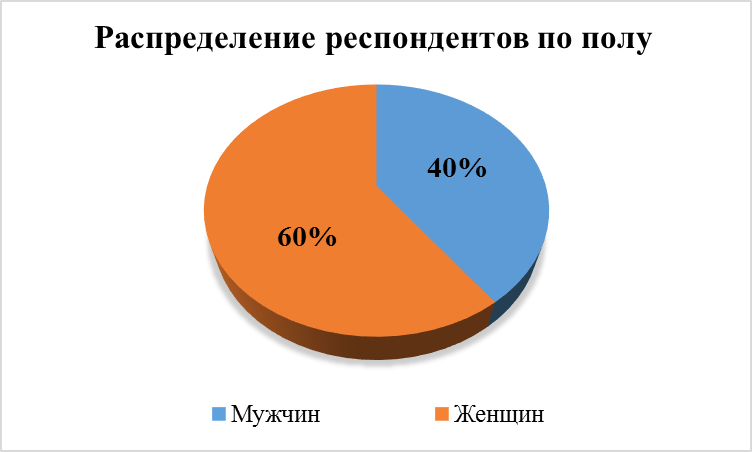 Распределение респондентов по полу
40%
60%
Мужчин
Женщин